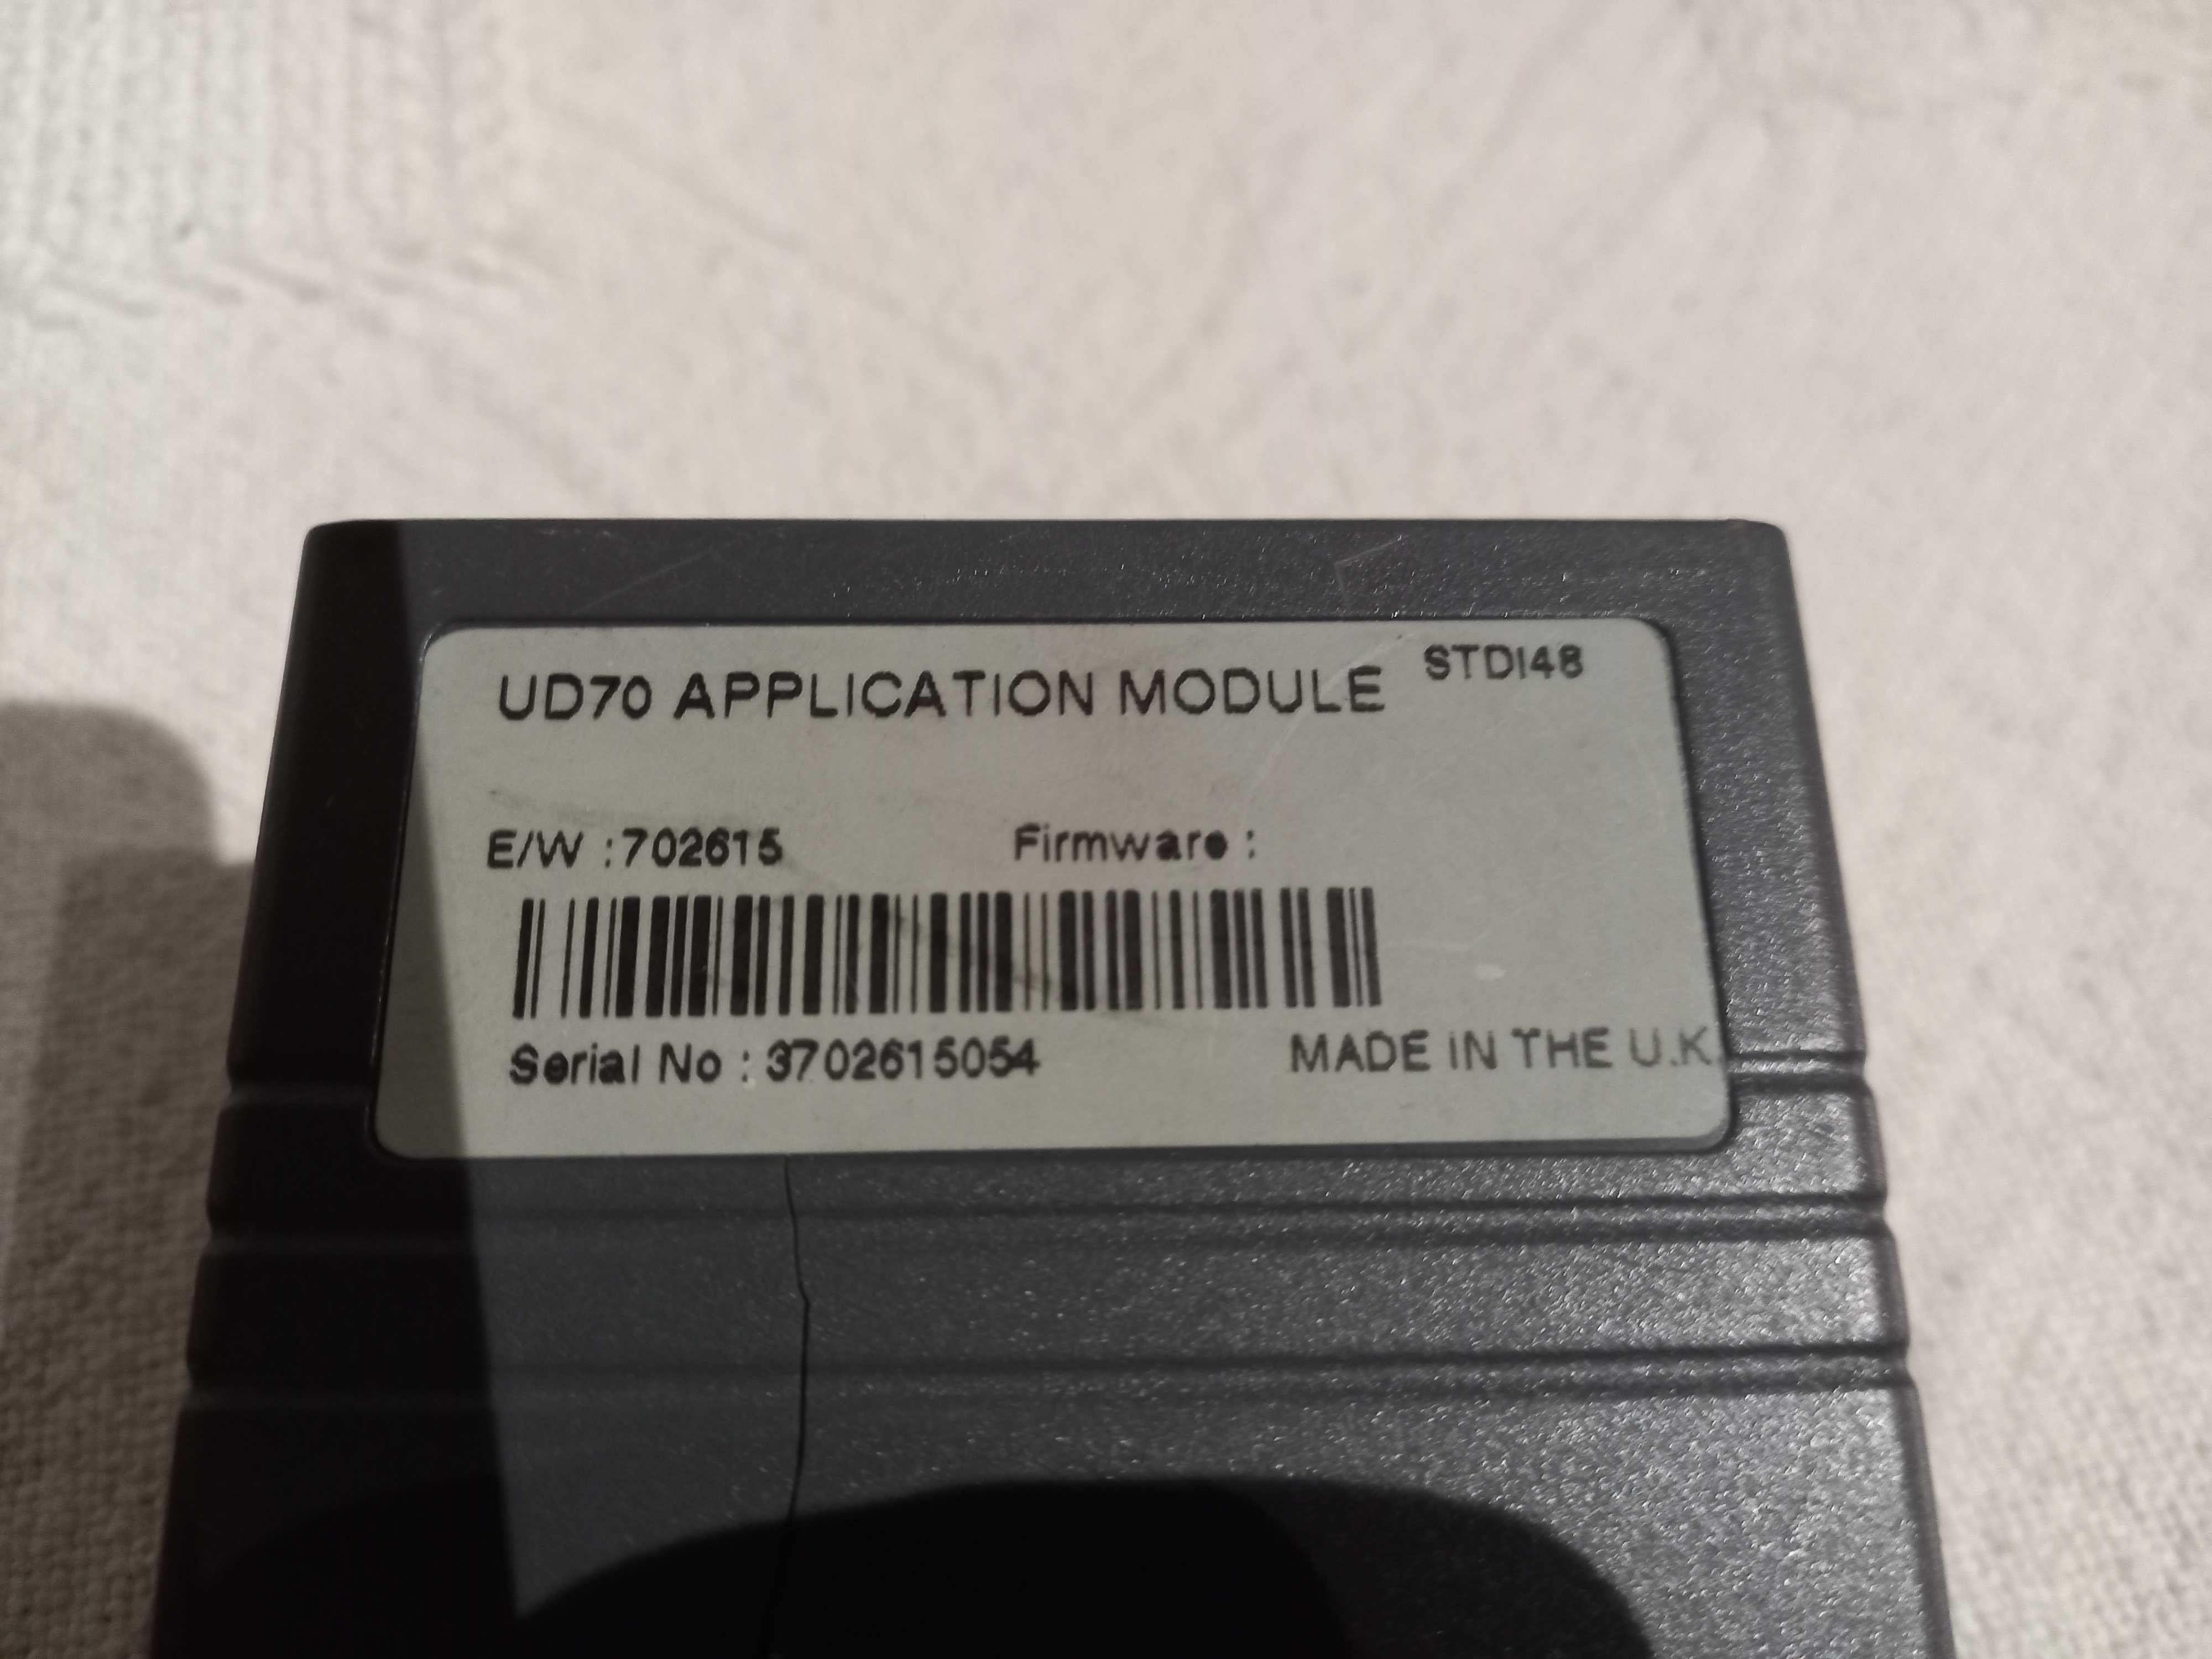 UD70 APPLICATION MODULE STDI48
E/W :702615 Firmware :
Serial No : 3702615054 MADE IN THE U.K.